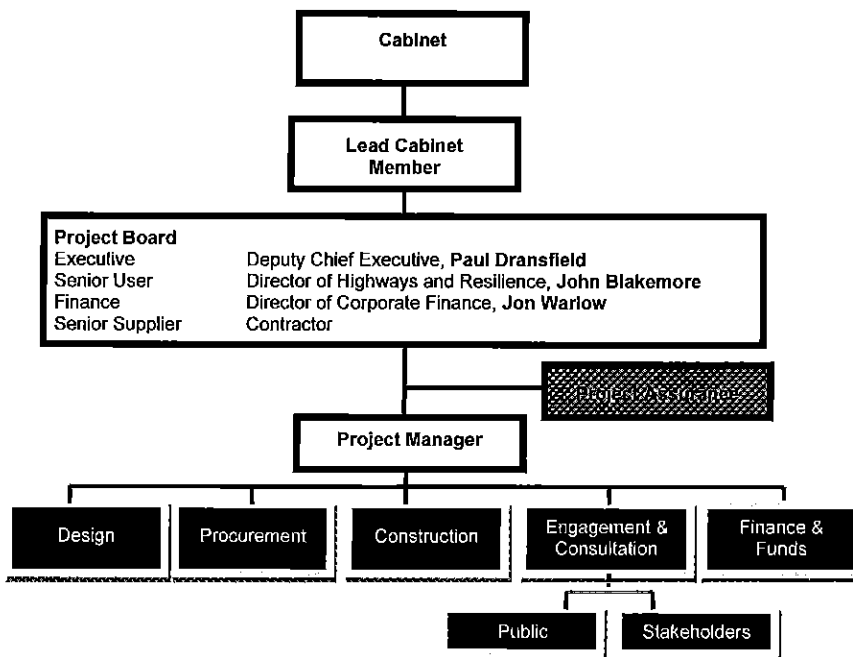 Cabinet
Lead Cabinet
Member
Project Board
Executive Deputy Chief Executive, Paul Dransfield
Senior User Director of Highways and Resilience, John Blakemore
Finance Director of Corporate Finance, Jon Warlow
Senior Supplier Contractor
Project Assurance
Project Manager
Design
Procurement
Construction
Engagement &
Consultation
Finance &
Funds
Public
Stakeholders